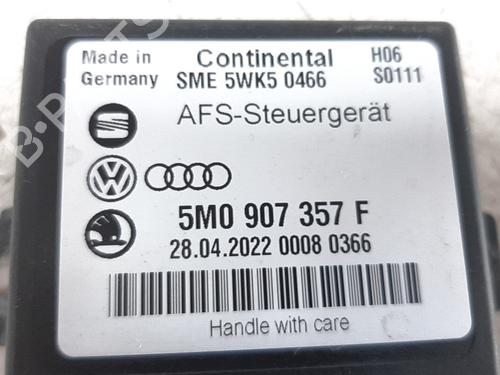 Made in Continental H06
Germany SME 5WK5 0466 S0111
AFS-Steuergerät
5M0 907 357 F
28.04.2022 0008 0366
Handle with care